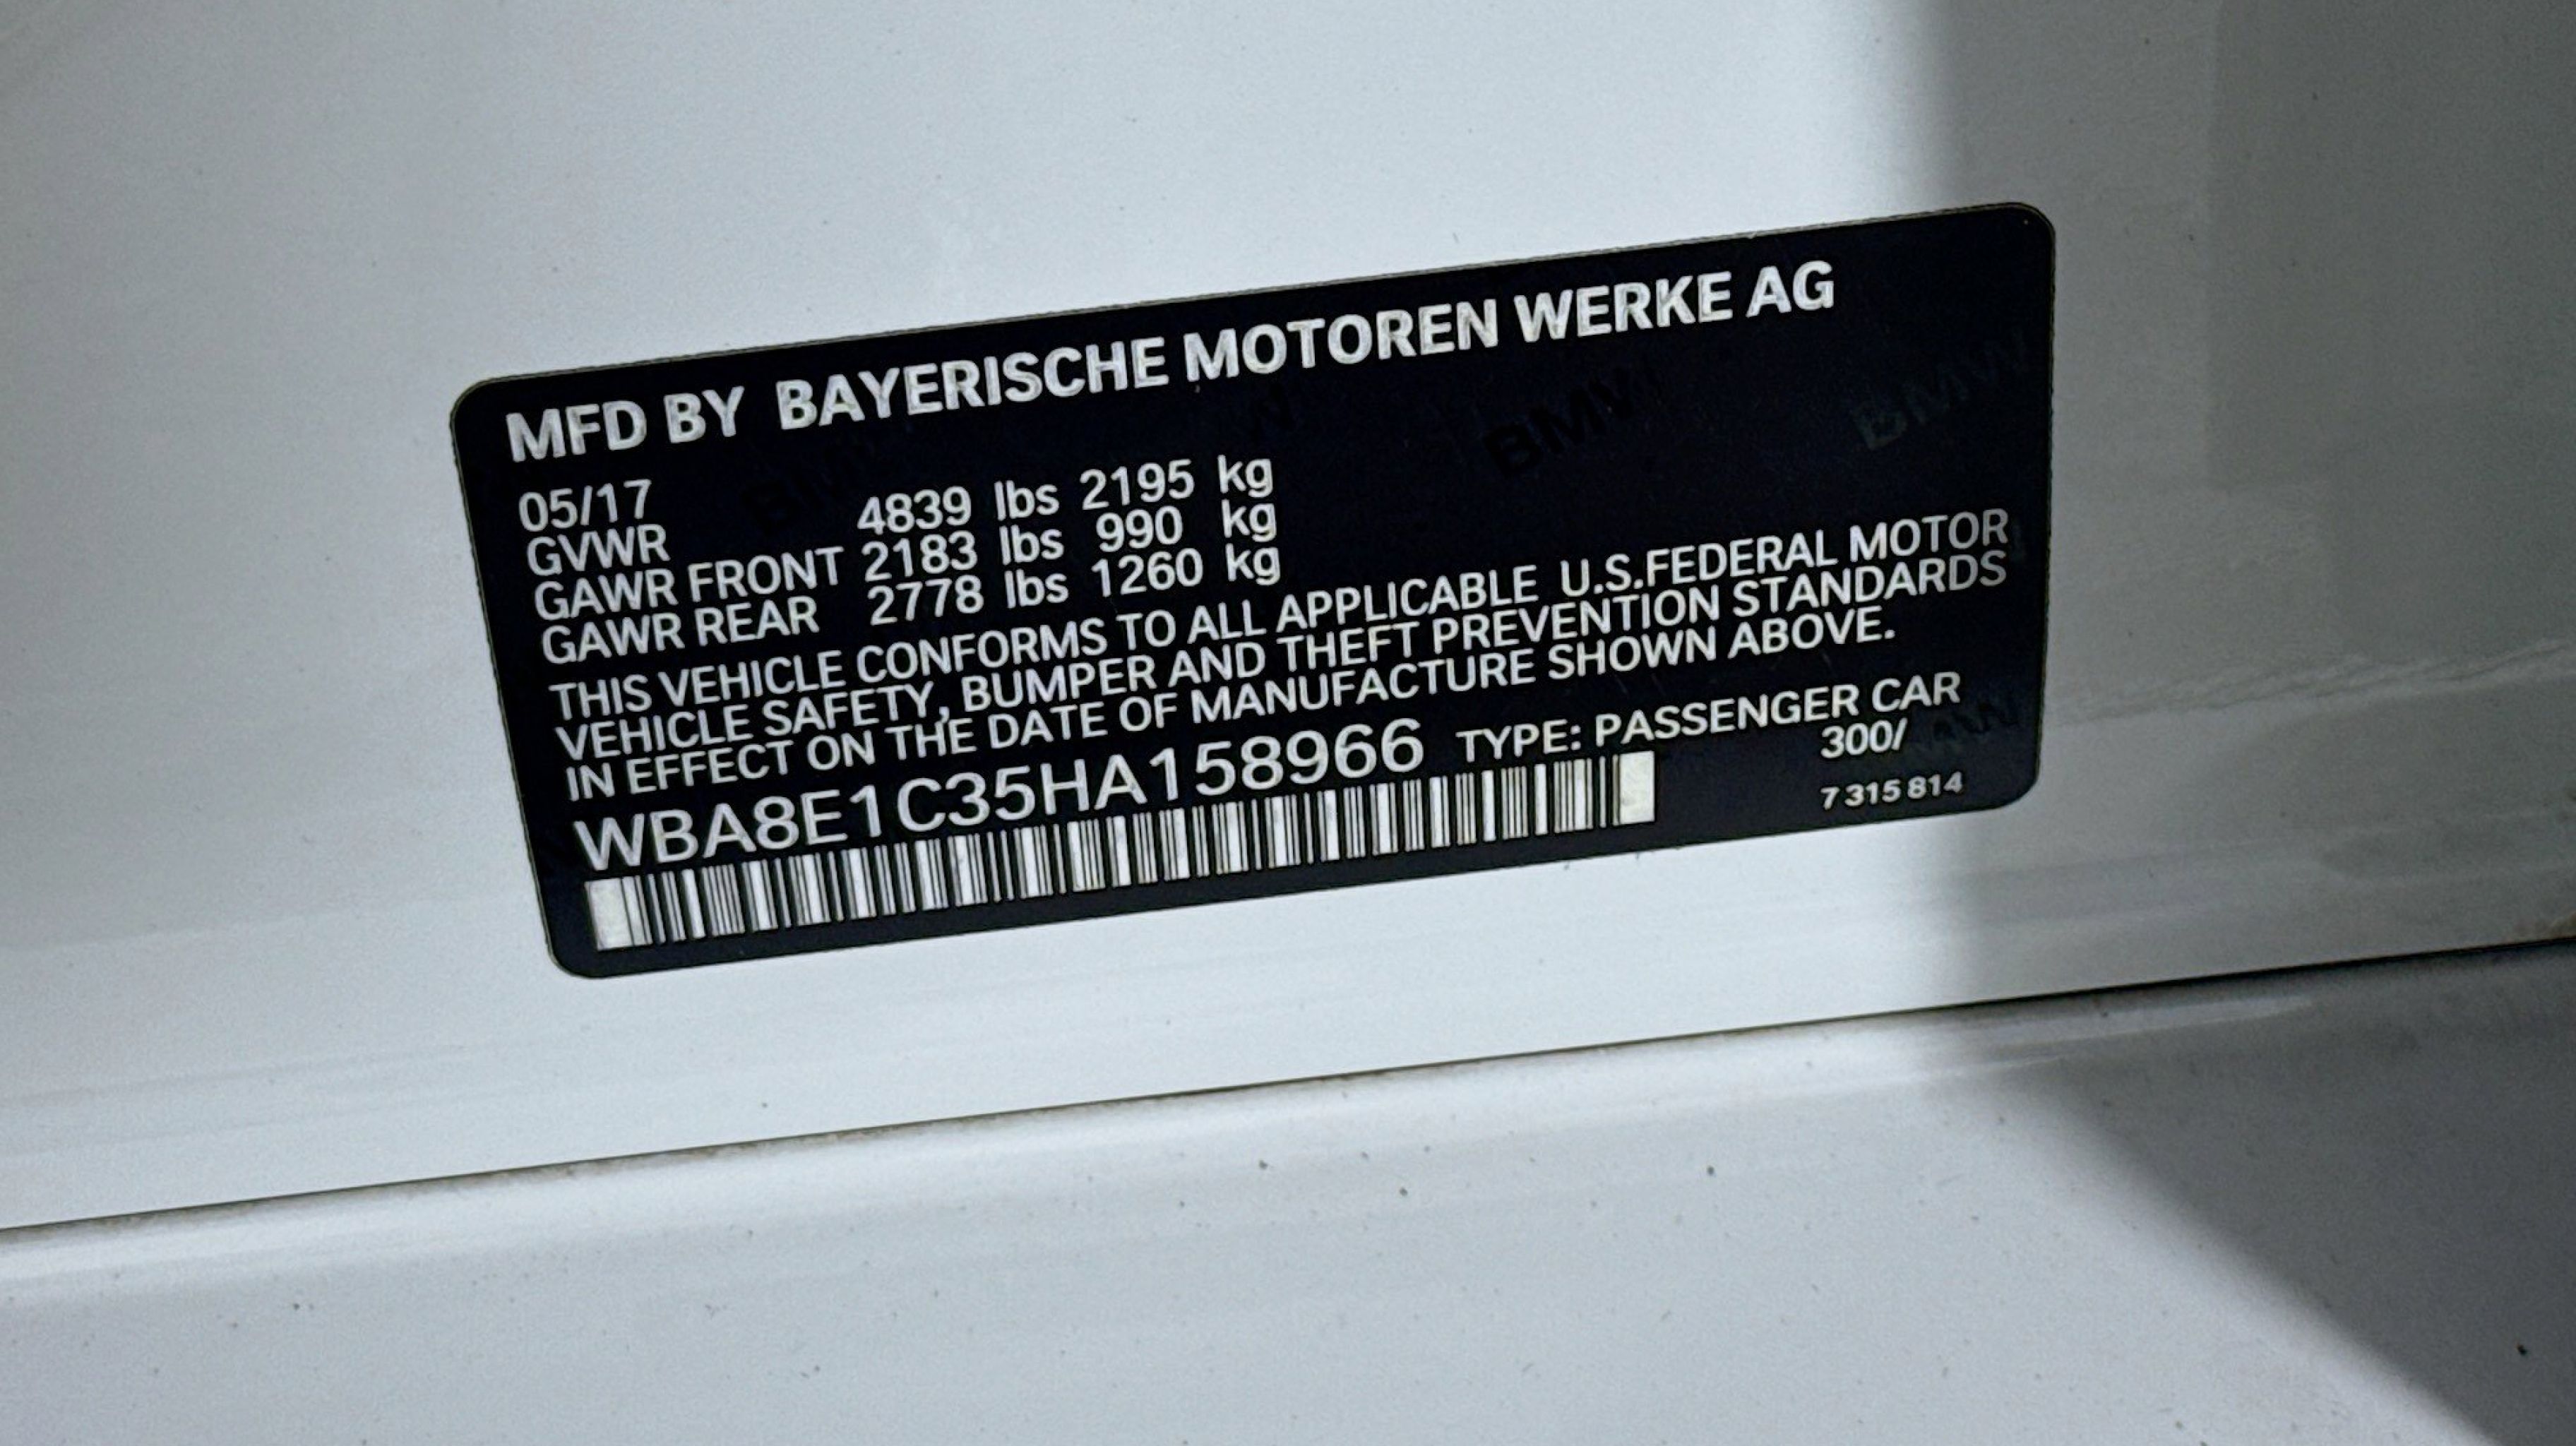 MFD BY BAYERISCHE MOTOREN WERKE AG
05/17
GVWR 4839 lbs 2195 kg
GAWR FRONT 2183 lbs 990 kg
GAWR REAR 2778 lbs 1260 kg
THIS VEHICLE CONFORMS TO ALL APPLICABLE U.S.FEDERAL MOTOR
VEHICLE SAFETY, BUMPER AND THEFT PREVENTION STANDARDS
IN EFFECT ON THE DATE OF MANUFACTURE SHOWN ABOVE.
WBA8E1C35HA158966 TYPE: PASSENGER CAR
300/
7 315 814
BMW
BMW